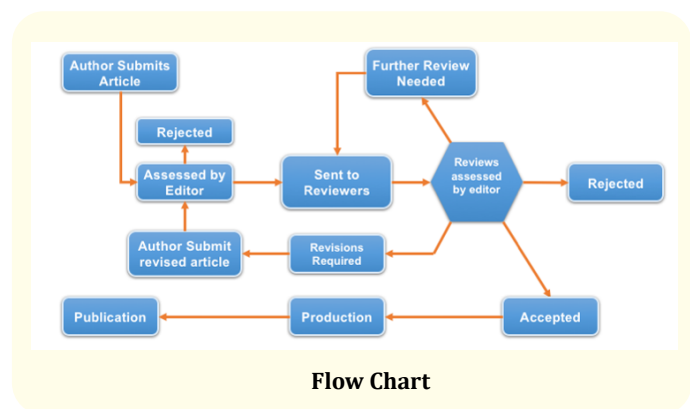 Author Submits
Article
Further Review
Needed
Rejected
Assessed by
Editor
Sent to
Reviewers
Reviews
assessed
by editor
Rejected
Author Submit
revised article
Revisions
Required
Publication
Production
Accepted
Flow Chart